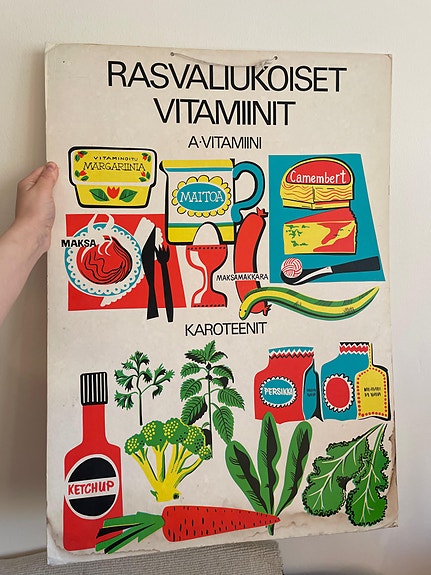 RASVALIUKOISET
VITAMIINIT
A-VITAMIINI
VITAMINOITU
MARGARIINIA
MAITOA
Camembert
MAKSA
MAKSAMAKKARA
KAROTEENIT
PERSIKKA
KETCHUP